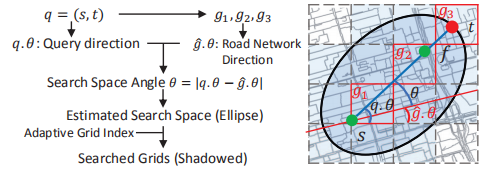 q = (s, t) g₁, g₂, g₃
q.θ: Query direction ĝ.θ: Road Network
Direction
Search Space Angle θ = |q.θ − ĝ.θ|
Estimated Search Space (Ellipse)
Adaptive Grid Index
Searched Grids (Shadowed)
g₃
t
g₂ f
g₁ θ
q.θ
ĝ.θ
s